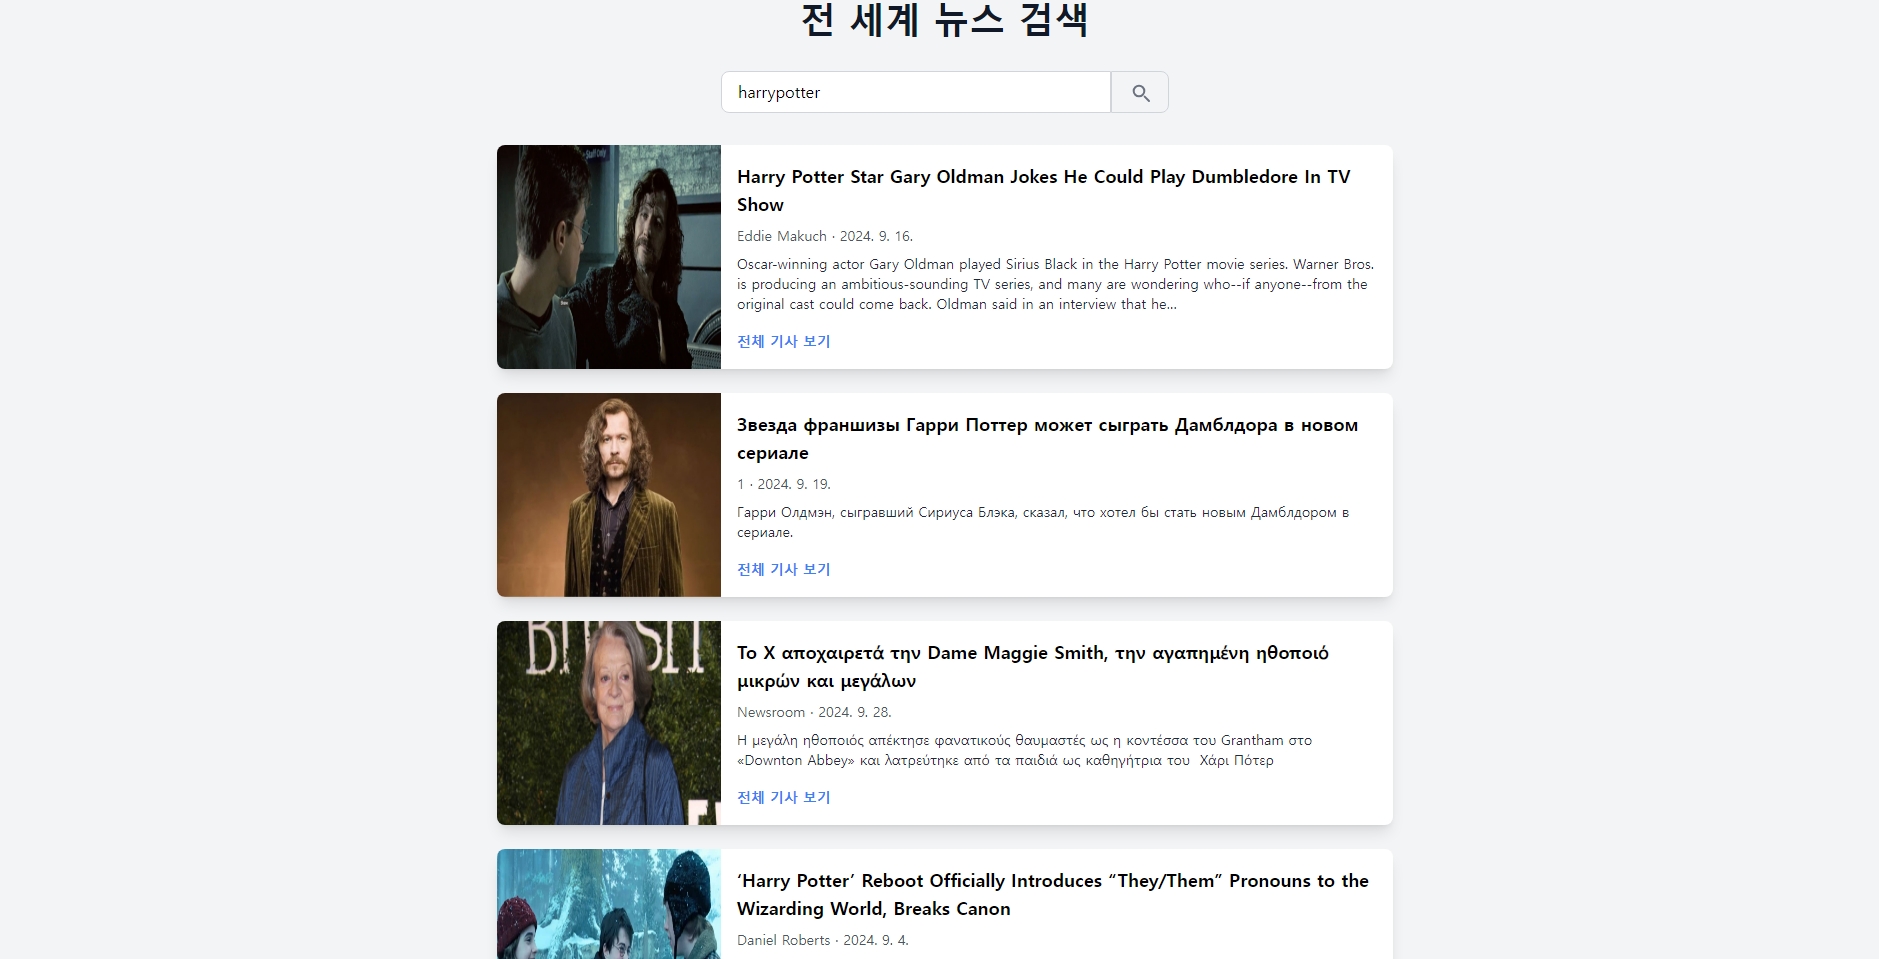 전 세계 뉴스 검색
harrypotter
Staff only
Harry Potter Star Gary Oldman Jokes He Could Play Dumbledore In TV
Show
Eddie Makuch · 2024. 9. 16.
Oscar-winning actor Gary Oldman played Sirius Black in the Harry Potter movie series. Warner Bros.
is producing an ambitious-sounding TV series, and many are wondering who--if anyone--from the
original cast could come back. Oldman said in an interview that he...
전체 기사 보기
Звезда франшизы Гарри Поттер может сыграть Дамблдора в новом
сериале
1 · 2024. 9. 19.
Гарри Олдмэн, сыгравший Сириуса Блэка, сказал, что хотел бы стать новым Дамблдором в
сериале.
전체 기사 보기
Το Χ αποχαιρετά την Dame Maggie Smith, την αγαπημένη ηθοποιό
μικρών και μεγάλων
Newsroom · 2024. 9. 28.
Η μεγάλη ηθοποιός απέκτησε φανατικούς θαυμαστές ως η κοντέσσα του Grantham στο
«Downton Abbey» και λατρεύτηκε από τα παιδιά ως καθηγήτρια του  Χάρι Πότερ
전체 기사 보기
‘Harry Potter’ Reboot Officially Introduces “They/Them” Pronouns to the
Wizarding World, Breaks Canon
Daniel Roberts · 2024. 9. 4.